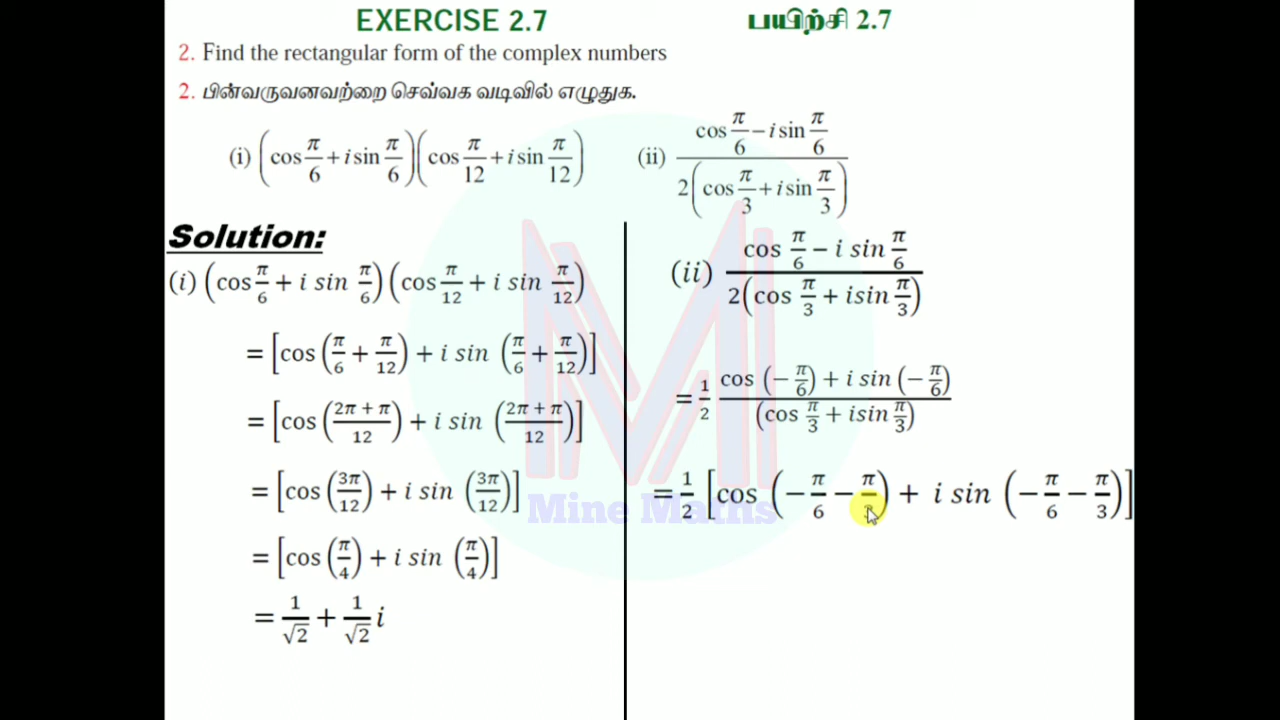 EXERCISE 2.7 பயிற்சி 2.7
2. Find the rectangular form of the complex numbers
2. பின்வருவனவற்றை செவ்வக வடிவில் எழுதுக.
(i) (cos π/6 + i sin π/6)(cos π/12 + i sin π/12) (ii) (cos π/6 − i sin π/6) / 2(cos π/3 + i sin π/3)
Solution:
(i) (cos π/6 + i sin π/6)(cos π/12 + i sin π/12)
= [cos (π/6 + π/12) + i sin (π/6 + π/12)]
= [cos ((2π + π)/12) + i sin ((2π + π)/12)]
= [cos (3π/12) + i sin (3π/12)]
= [cos (π/4) + i sin (π/4)]
= 1/√2 + 1/√2 i
(ii) (cos π/6 − i sin π/6) / 2(cos π/3 + isin π/3)
= 1/2 (cos (−π/6) + i sin (−π/6)) / (cos π/3 + isin π/3)
= 1/2 [cos (−π/6 − π/3) + i sin (−π/6 − π/3)]
Mine Maths